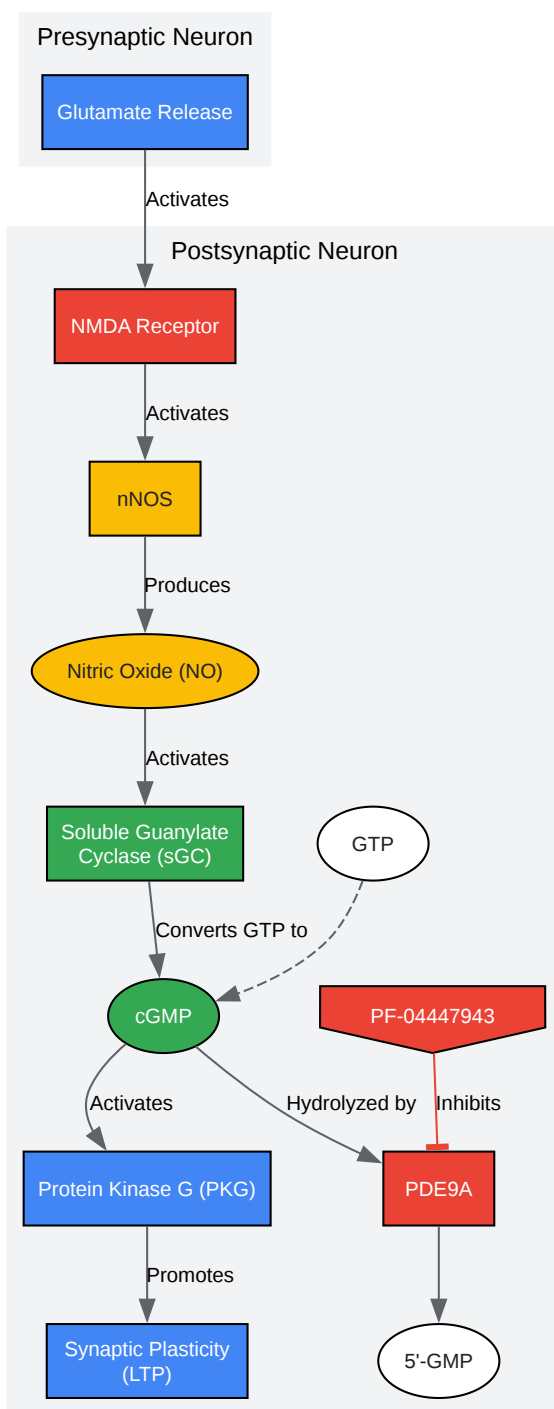 Presynaptic Neuron
Glutamate Release
Activates
Postsynaptic Neuron
NMDA Receptor
Activates
nNOS
Produces
Nitric Oxide (NO)
Activates
Soluble Guanylate
Cyclase (sGC)
GTP
Converts GTP to
cGMP
PF-04447943
Activates
Hydrolyzed by
Inhibits
Protein Kinase G (PKG)
PDE9A
Promotes
Synaptic Plasticity
(LTP)
5'-GMP